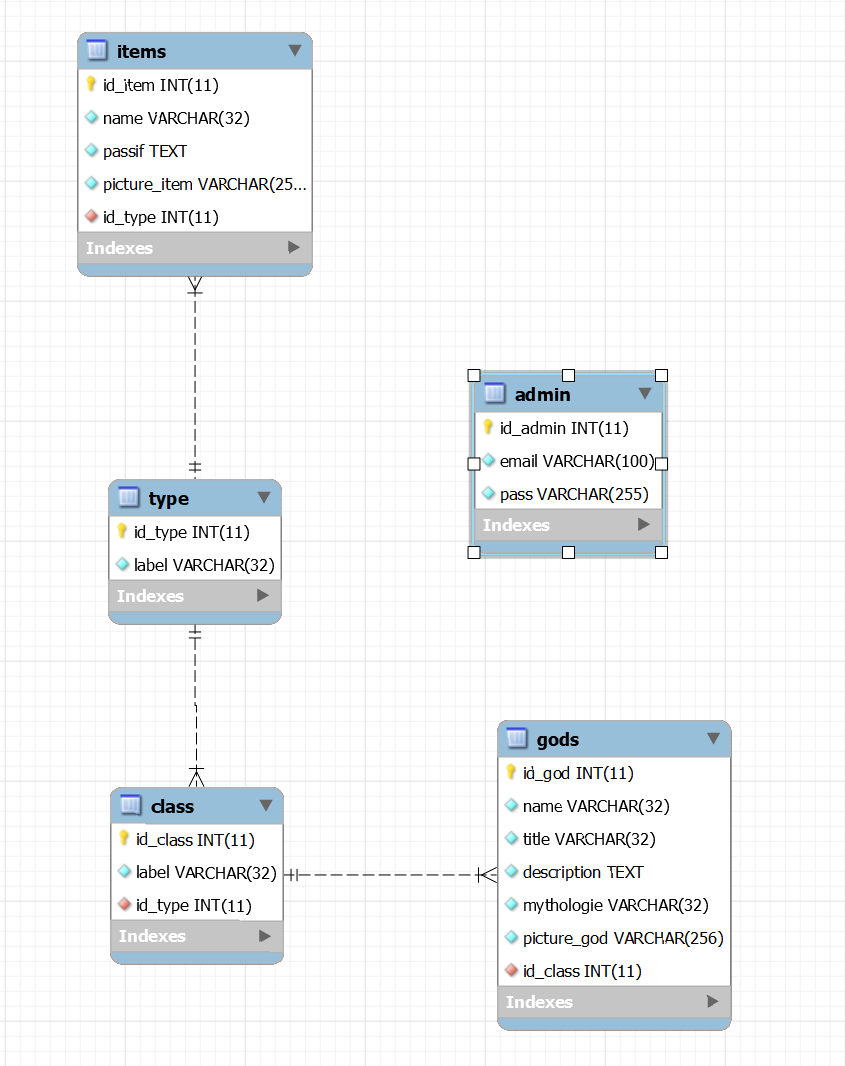 items
id_item INT(11)
name VARCHAR(32)
passif TEXT
picture_item VARCHAR(25...
id_type INT(11)
Indexes
admin
id_admin INT(11)
email VARCHAR(100)
pass VARCHAR(255)
Indexes
type
id_type INT(11)
label VARCHAR(32)
Indexes
class
id_class INT(11)
label VARCHAR(32)
id_type INT(11)
Indexes
gods
id_god INT(11)
name VARCHAR(32)
title VARCHAR(32)
description TEXT
mythologie VARCHAR(32)
picture_god VARCHAR(256)
id_class INT(11)
Indexes